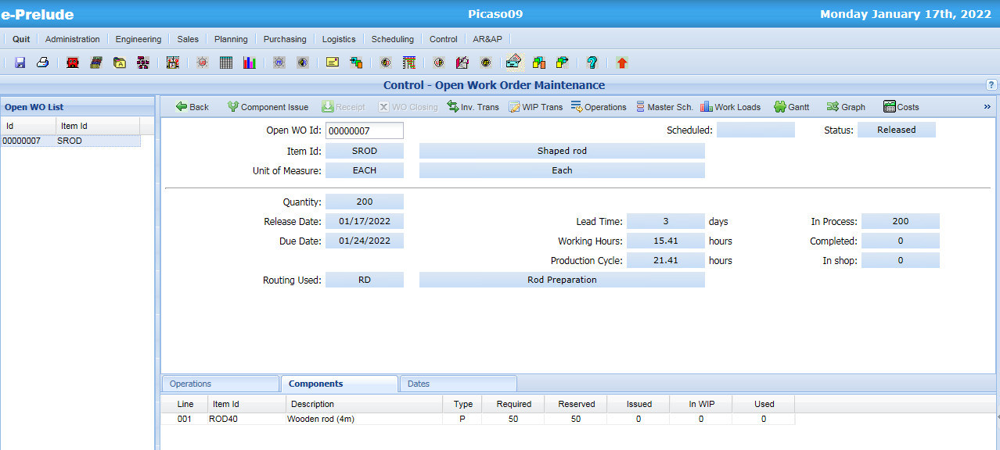 e-Prelude Picaso09 Monday January 17th, 2022
Quit Administration Engineering Sales Planning Purchasing Logistics Scheduling Control AR&AP
Control - Open Work Order Maintenance ?
Open WO List
Id Item Id
00000007 SROD
Back Component Issue Receipt WO Closing Inv. Trans WIP Trans Operations Master Sch. Work Loads Gantt Graph Costs »
Open WO Id: 00000007 Scheduled: Status: Released
Item Id: SROD Shaped rod
Unit of Measure: EACH Each
Quantity: 200
Release Date: 01/17/2022 Lead Time: 3 days In Process: 200
Due Date: 01/24/2022 Working Hours: 15.41 hours Completed: 0
Production Cycle: 21.41 hours In shop: 0
Routing Used: RD Rod Preparation
Operations Components Dates
Line Item Id Description Type Required Reserved Issued In WIP Used
001 ROD40 Wooden rod (4m) P 50 50 0 0 0